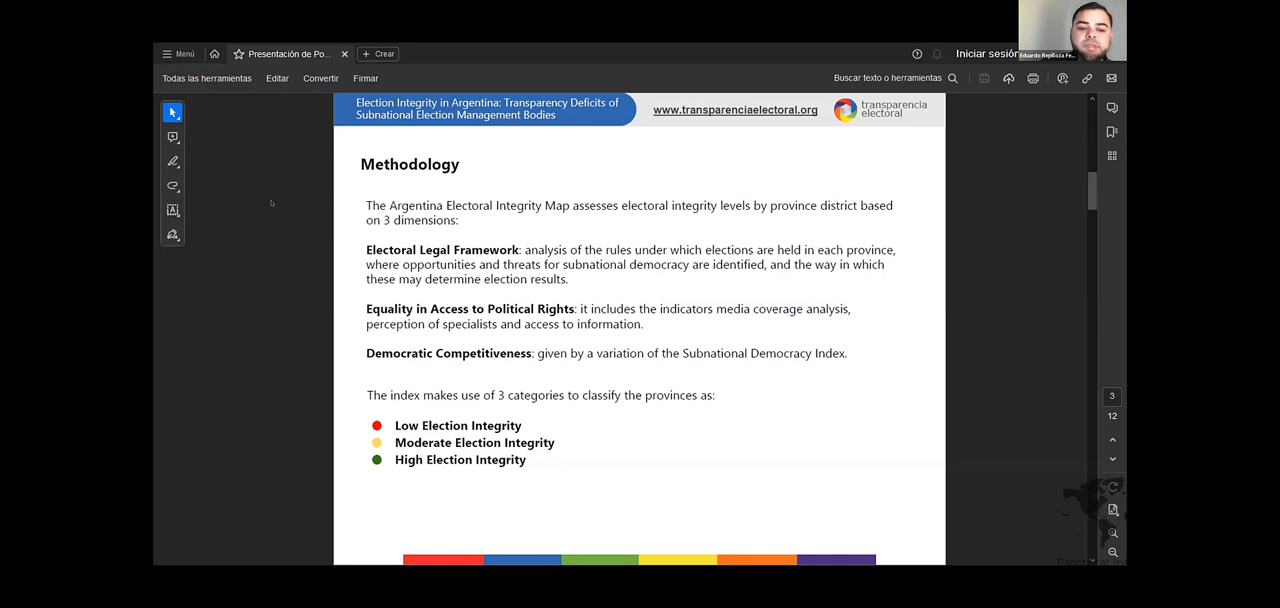 Menú
Presentación de Po...
Crear
Iniciar sesión
Todas las herramientas
Editar
Convertir
Firmar
Buscar texto o herramientas
Election Integrity in Argentina: Transparency Deficits of
Subnational Election Management Bodies
www.transparenciaelectoral.org
transparencia
electoral
Methodology
The Argentina Electoral Integrity Map assesses electoral integrity levels by province district based
on 3 dimensions:
Electoral Legal Framework: analysis of the rules under which elections are held in each province,
where opportunities and threats for subnational democracy are identified, and the way in which
these may determine election results.
Equality in Access to Political Rights: it includes the indicators media coverage analysis,
perception of specialists and access to information.
Democratic Competitiveness: given by a variation of the Subnational Democracy Index.
The index makes use of 3 categories to classify the provinces as:
Low Election Integrity
Moderate Election Integrity
High Election Integrity
3
12